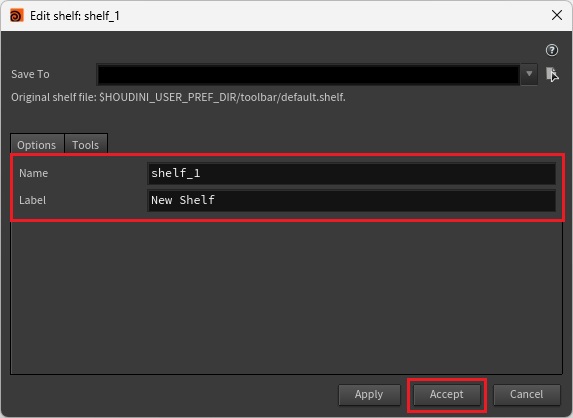 Edit shelf: shelf_1
Save To
Original shelf file: $HOUDINI_USER_PREF_DIR/toolbar/default.shelf.
Options Tools
Name shelf_1
Label New Shelf
Apply Accept Cancel